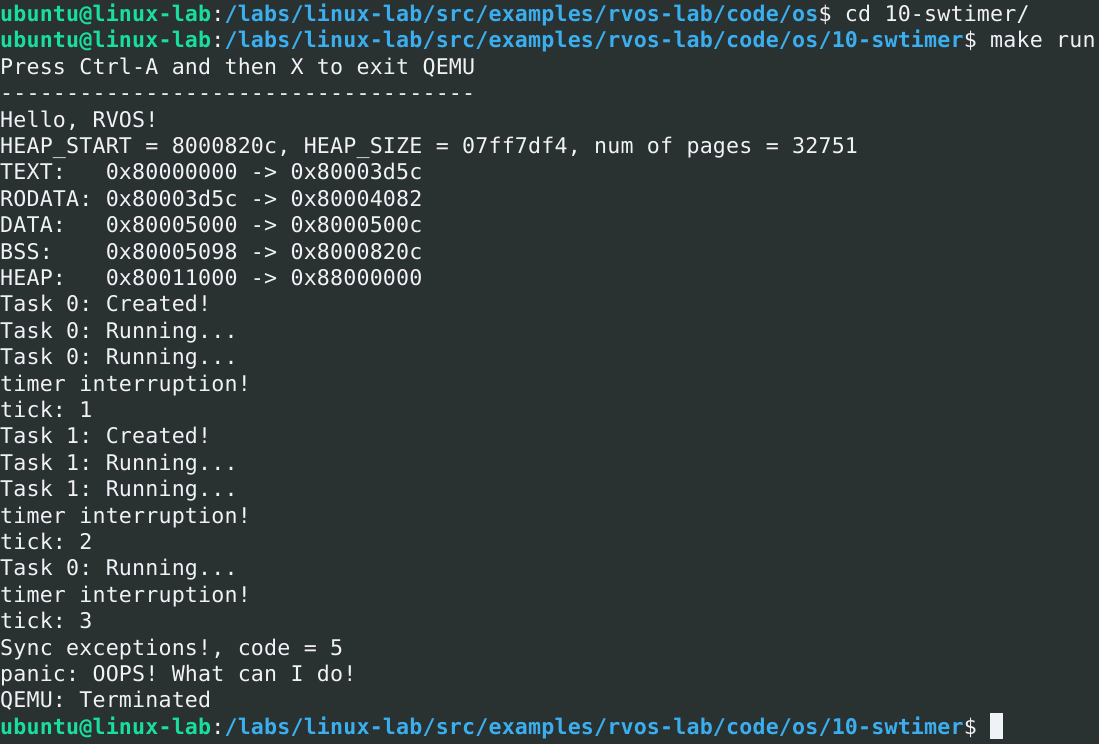 ubuntu@linux-lab:/labs/linux-lab/src/examples/rvos-lab/code/os$ cd 10-swtimer/
ubuntu@linux-lab:/labs/linux-lab/src/examples/rvos-lab/code/os/10-swtimer$ make run
Press Ctrl-A and then X to exit QEMU
------------------------------------
Hello, RVOS!
HEAP_START = 8000820c, HEAP_SIZE = 07ff7df4, num of pages = 32751
TEXT:   0x80000000 -> 0x80003d5c
RODATA: 0x80003d5c -> 0x80004082
DATA:   0x80005000 -> 0x8000500c
BSS:    0x80005098 -> 0x8000820c
HEAP:   0x80011000 -> 0x88000000
Task 0: Created!
Task 0: Running...
Task 0: Running...
timer interruption!
tick: 1
Task 1: Created!
Task 1: Running...
Task 1: Running...
timer interruption!
tick: 2
Task 0: Running...
timer interruption!
tick: 3
Sync exceptions!, code = 5
panic: OOPS! What can I do!
QEMU: Terminated
ubuntu@linux-lab:/labs/linux-lab/src/examples/rvos-lab/code/os/10-swtimer$